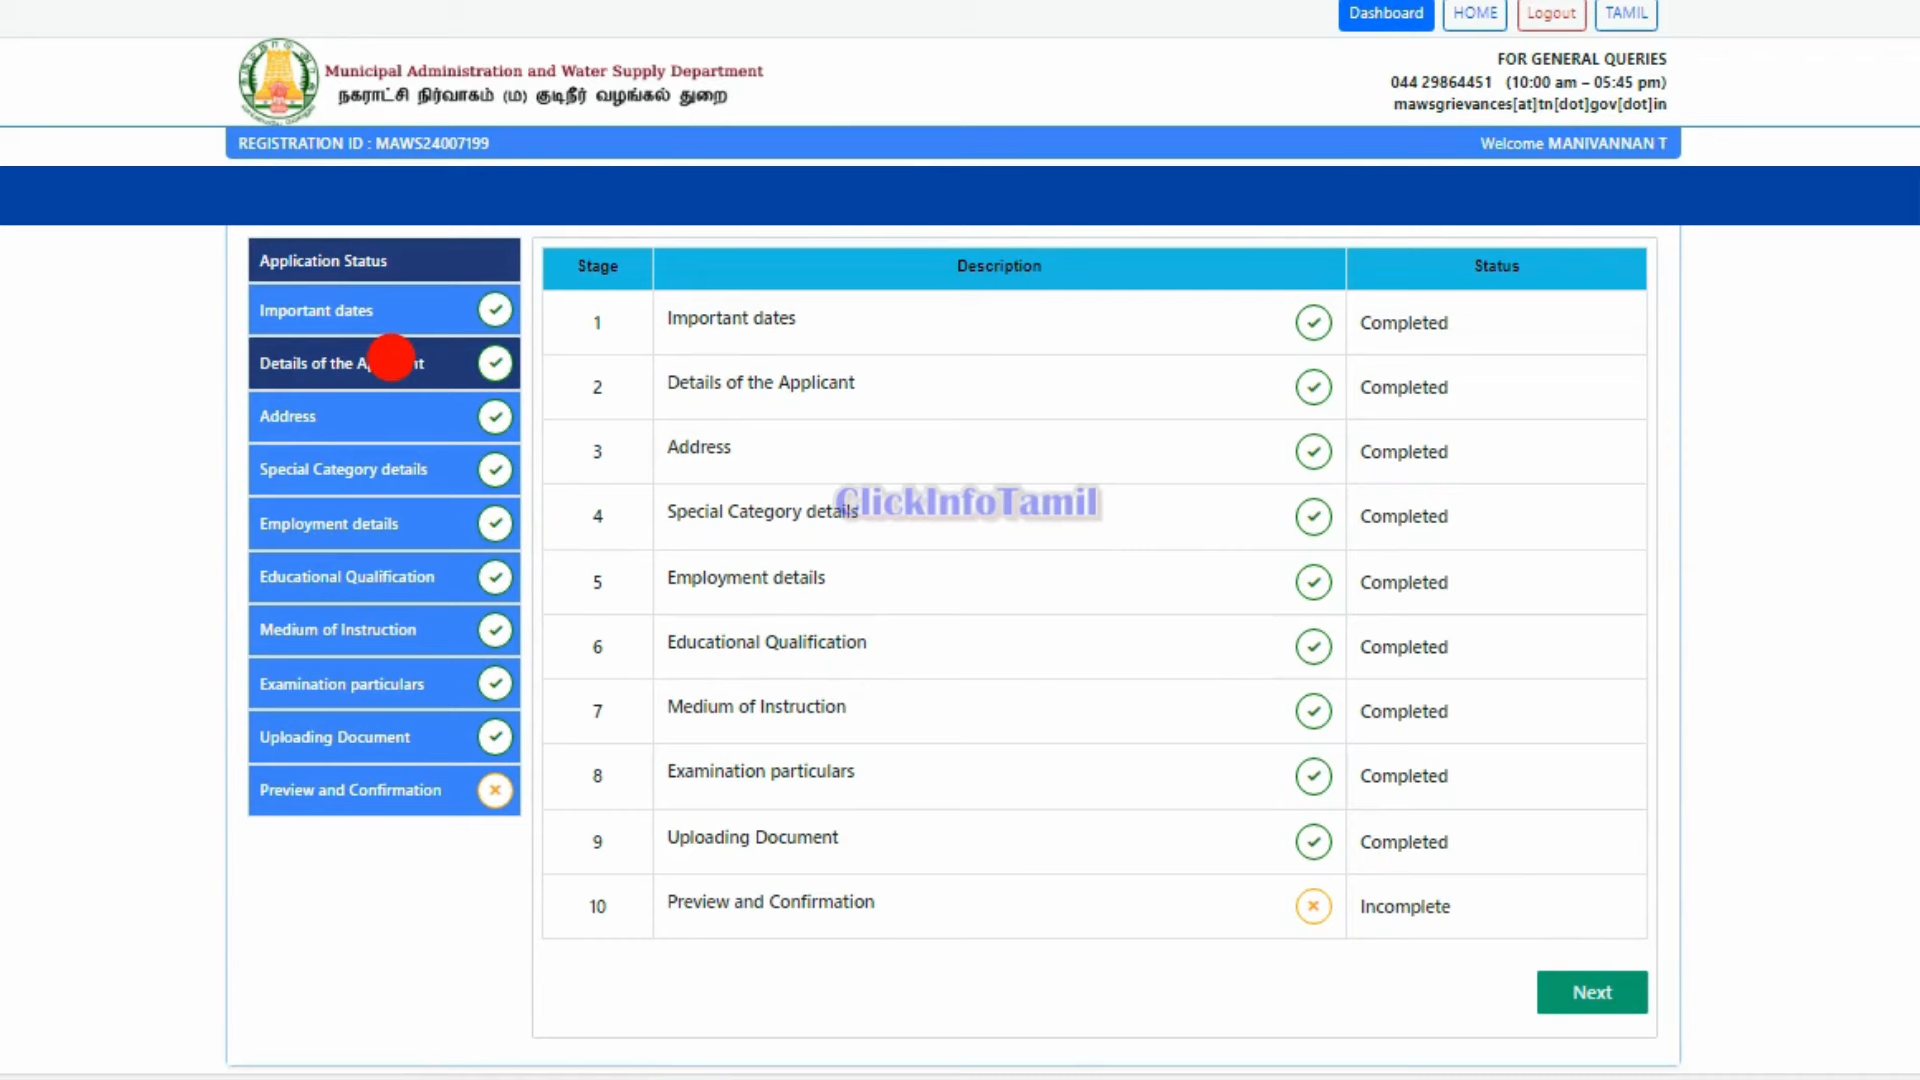 Dashboard HOME Logout TAMIL
Municipal Administration and Water Supply Department
நகராட்சி நிர்வாகம் (ம) குடிநீர் வழங்கல் துறை
FOR GENERAL QUERIES
044 29864451 (10:00 am – 05:45 pm)
mawsgrievances[at]tn[dot]gov[dot]in
REGISTRATION ID : MAWS24007199
Welcome MANIVANNAN T
Application Status
Important dates
Details of the
Address
Special Category details
Employment details
Educational Qualification
Medium of Instruction
Examination particulars
Uploading Document
Preview and Confirmation
Stage Description Status
1 Important dates Completed
2 Details of the Applicant Completed
3 Address Completed
4 Special Category details Completed
ClickInfoTamil
5 Employment details Completed
6 Educational Qualification Completed
7 Medium of Instruction Completed
8 Examination particulars Completed
9 Uploading Document Completed
10 Preview and Confirmation Incomplete
Next